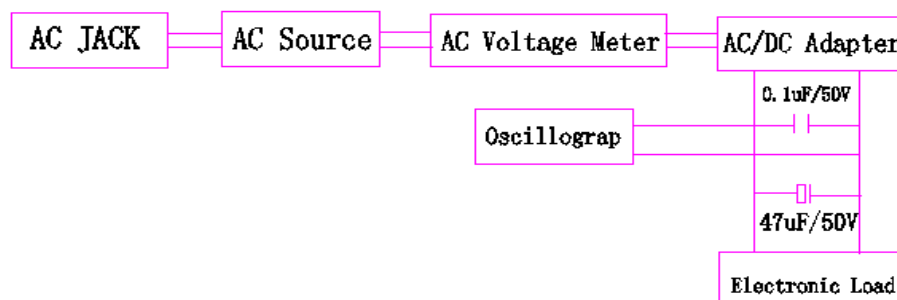 AC JACK
AC Source
AC Voltage Meter
AC/DC Adapter
0.1uF/50V
Oscillograp
47uF/50V
Electronic Load